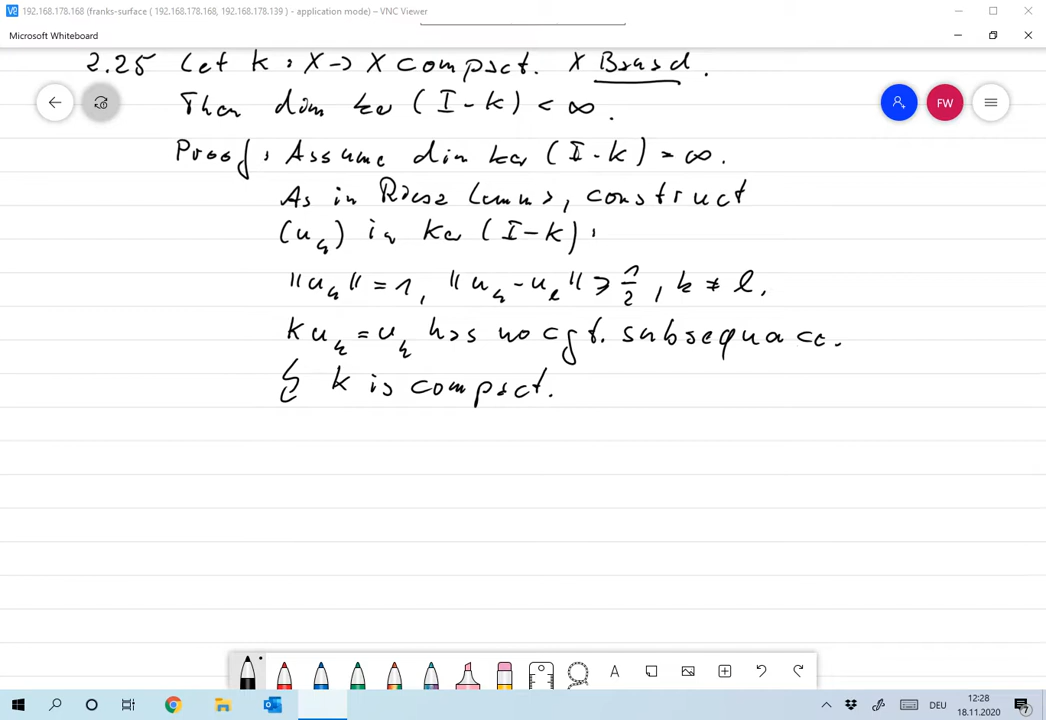 192.168.178.168 (franks-surface ( 192.168.178.168, 192.168.178.139 ) - application mode) - VNC Viewer
Microsoft Whiteboard
2.25 Let K : X -> X compact. X Banach.
Then dim ker (I - K) < ∞.
FW
Proof: Assume dim ker (I - K) = ∞.
As in Riesz Lemma, construct
(u_k) in ker (I - K) :
||u_k|| = 1, ||u_k - u_l|| ≥ 1/2, k ≠ l.
K u_k = u_k has no cgt. subsequence.
↯ K is compact.
A
DEU
12:28
18.11.2020
7